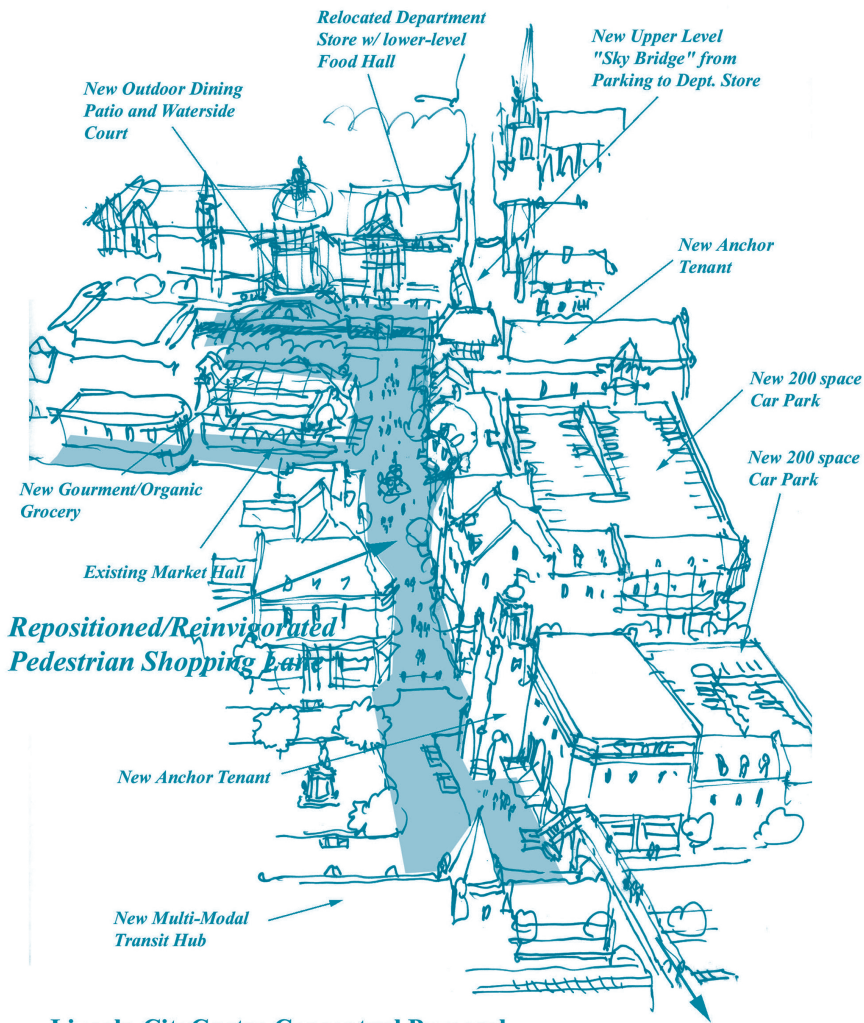 Relocated Department
Store w/ lower-level
Food Hall
New Upper Level
"Sky Bridge" from
Parking to Dept. Store
New Outdoor Dining
Patio and Waterside
Court
New Anchor
Tenant
New 200 space
Car Park
New 200 space
Car Park
New Gourment/Organic
Grocery
Existing Market Hall
Repositioned/Reinvigorated
Pedestrian Shopping Lane
STORE
New Anchor Tenant
New Multi-Modal
Transit Hub